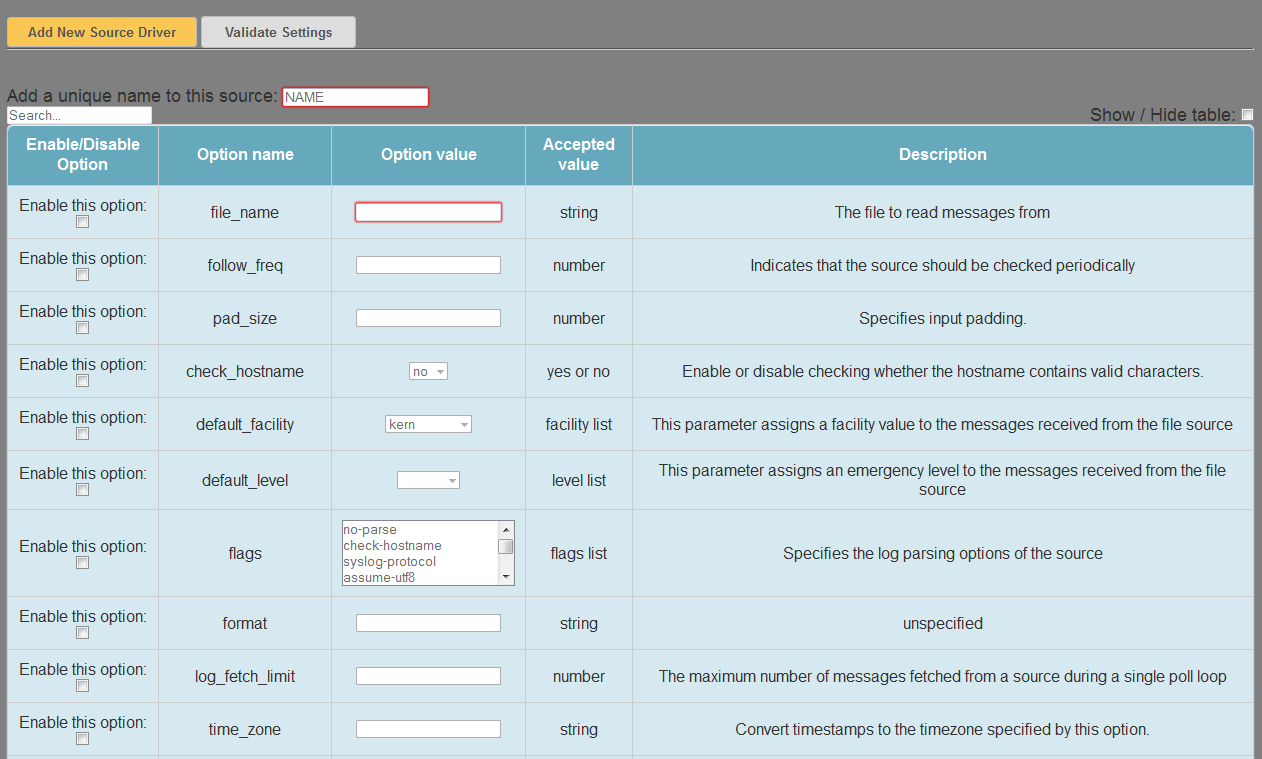 Add New Source Driver Validate Settings
Add a unique name to this source: NAME
Search... Show / Hide table:
Enable/Disable Option Option name Option value Accepted value Description
Enable this option: file_name string The file to read messages from
Enable this option: follow_freq number Indicates that the source should be checked periodically
Enable this option: pad_size number Specifies input padding.
Enable this option: check_hostname no yes or no Enable or disable checking whether the hostname contains valid characters.
Enable this option: default_facility kern facility list This parameter assigns a facility value to the messages received from the file source
Enable this option: default_level level list This parameter assigns an emergency level to the messages received from the file
source
Enable this option: flags no-parse flags list Specifies the log parsing options of the source
check-hostname
syslog-protocol
assume-utf8
Enable this option: format string unspecified
Enable this option: log_fetch_limit number The maximum number of messages fetched from a source during a single poll loop
Enable this option: time_zone string Convert timestamps to the timezone specified by this option.